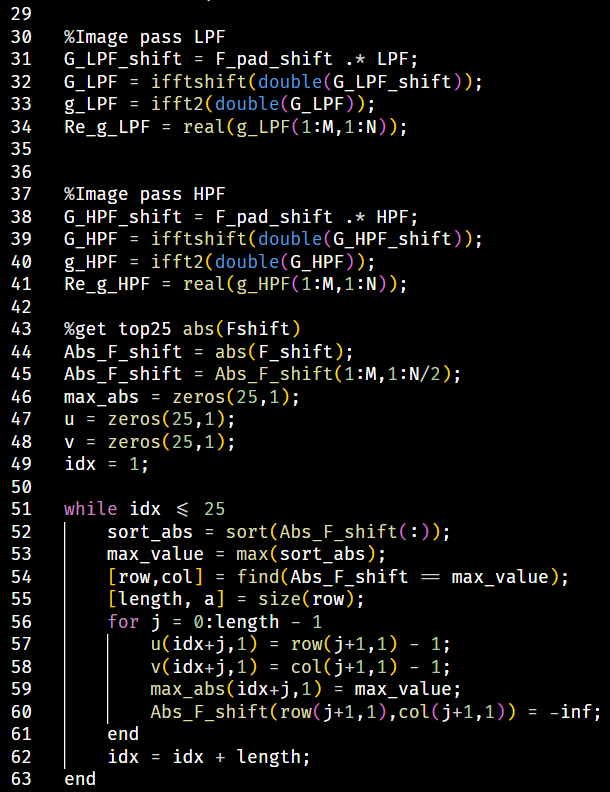 29
30 %Image pass LPF
31 G_LPF_shift = F_pad_shift .* LPF;
32 G_LPF = ifftshift(double(G_LPF_shift));
33 g_LPF = ifft2(double(G_LPF));
34 Re_g_LPF = real(g_LPF(1:M,1:N));
35
36
37 %Image pass HPF
38 G_HPF_shift = F_pad_shift .* HPF;
39 G_HPF = ifftshift(double(G_HPF_shift));
40 g_HPF = ifft2(double(G_HPF));
41 Re_g_HPF = real(g_HPF(1:M,1:N));
42
43 %get top25 abs(Fshift)
44 Abs_F_shift = abs(F_shift);
45 Abs_F_shift = Abs_F_shift(1:M,1:N/2);
46 max_abs = zeros(25,1);
47 u = zeros(25,1);
48 v = zeros(25,1);
49 idx = 1;
50
51 while idx <= 25
52     sort_abs = sort(Abs_F_shift(:));
53     max_value = max(sort_abs);
54     [row,col] = find(Abs_F_shift == max_value);
55     [length, a] = size(row);
56     for j = 0:length - 1
57         u(idx+j,1) = row(j+1,1) - 1;
58         v(idx+j,1) = col(j+1,1) - 1;
59         max_abs(idx+j,1) = max_value;
60         Abs_F_shift(row(j+1,1),col(j+1,1)) = -inf;
61     end
62     idx = idx + length;
63 end